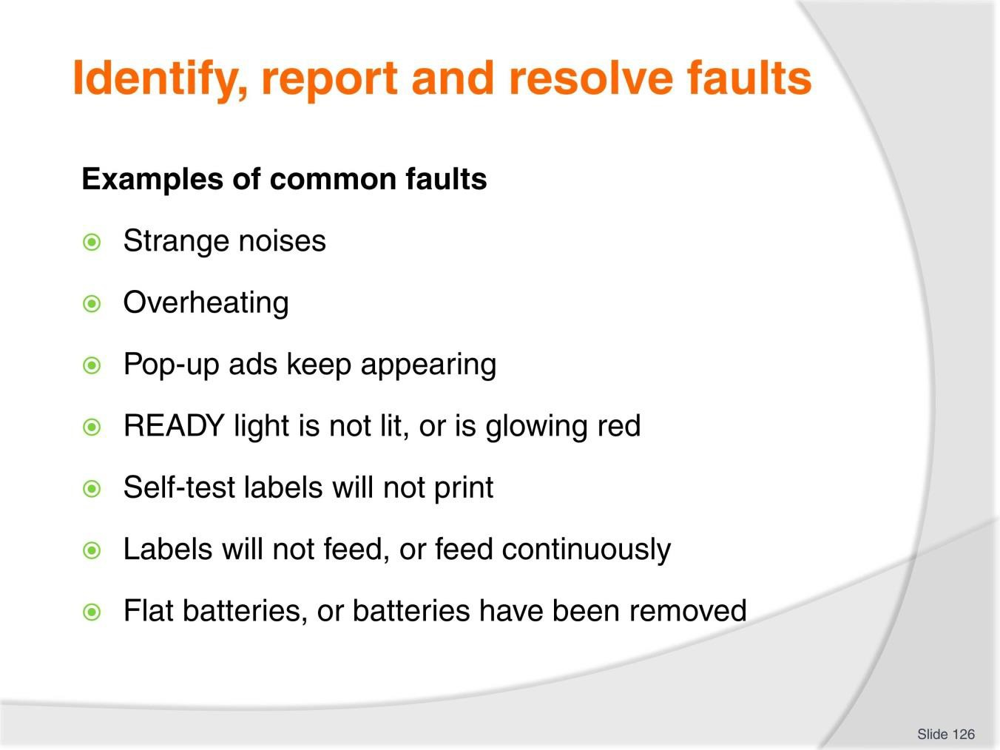 Identify, report and resolve faults
Examples of common faults
Strange noises
Overheating
Pop-up ads keep appearing
READY light is not lit, or is glowing red
Self-test labels will not print
Labels will not feed, or feed continuously
Flat batteries, or batteries have been removed
Slide 126